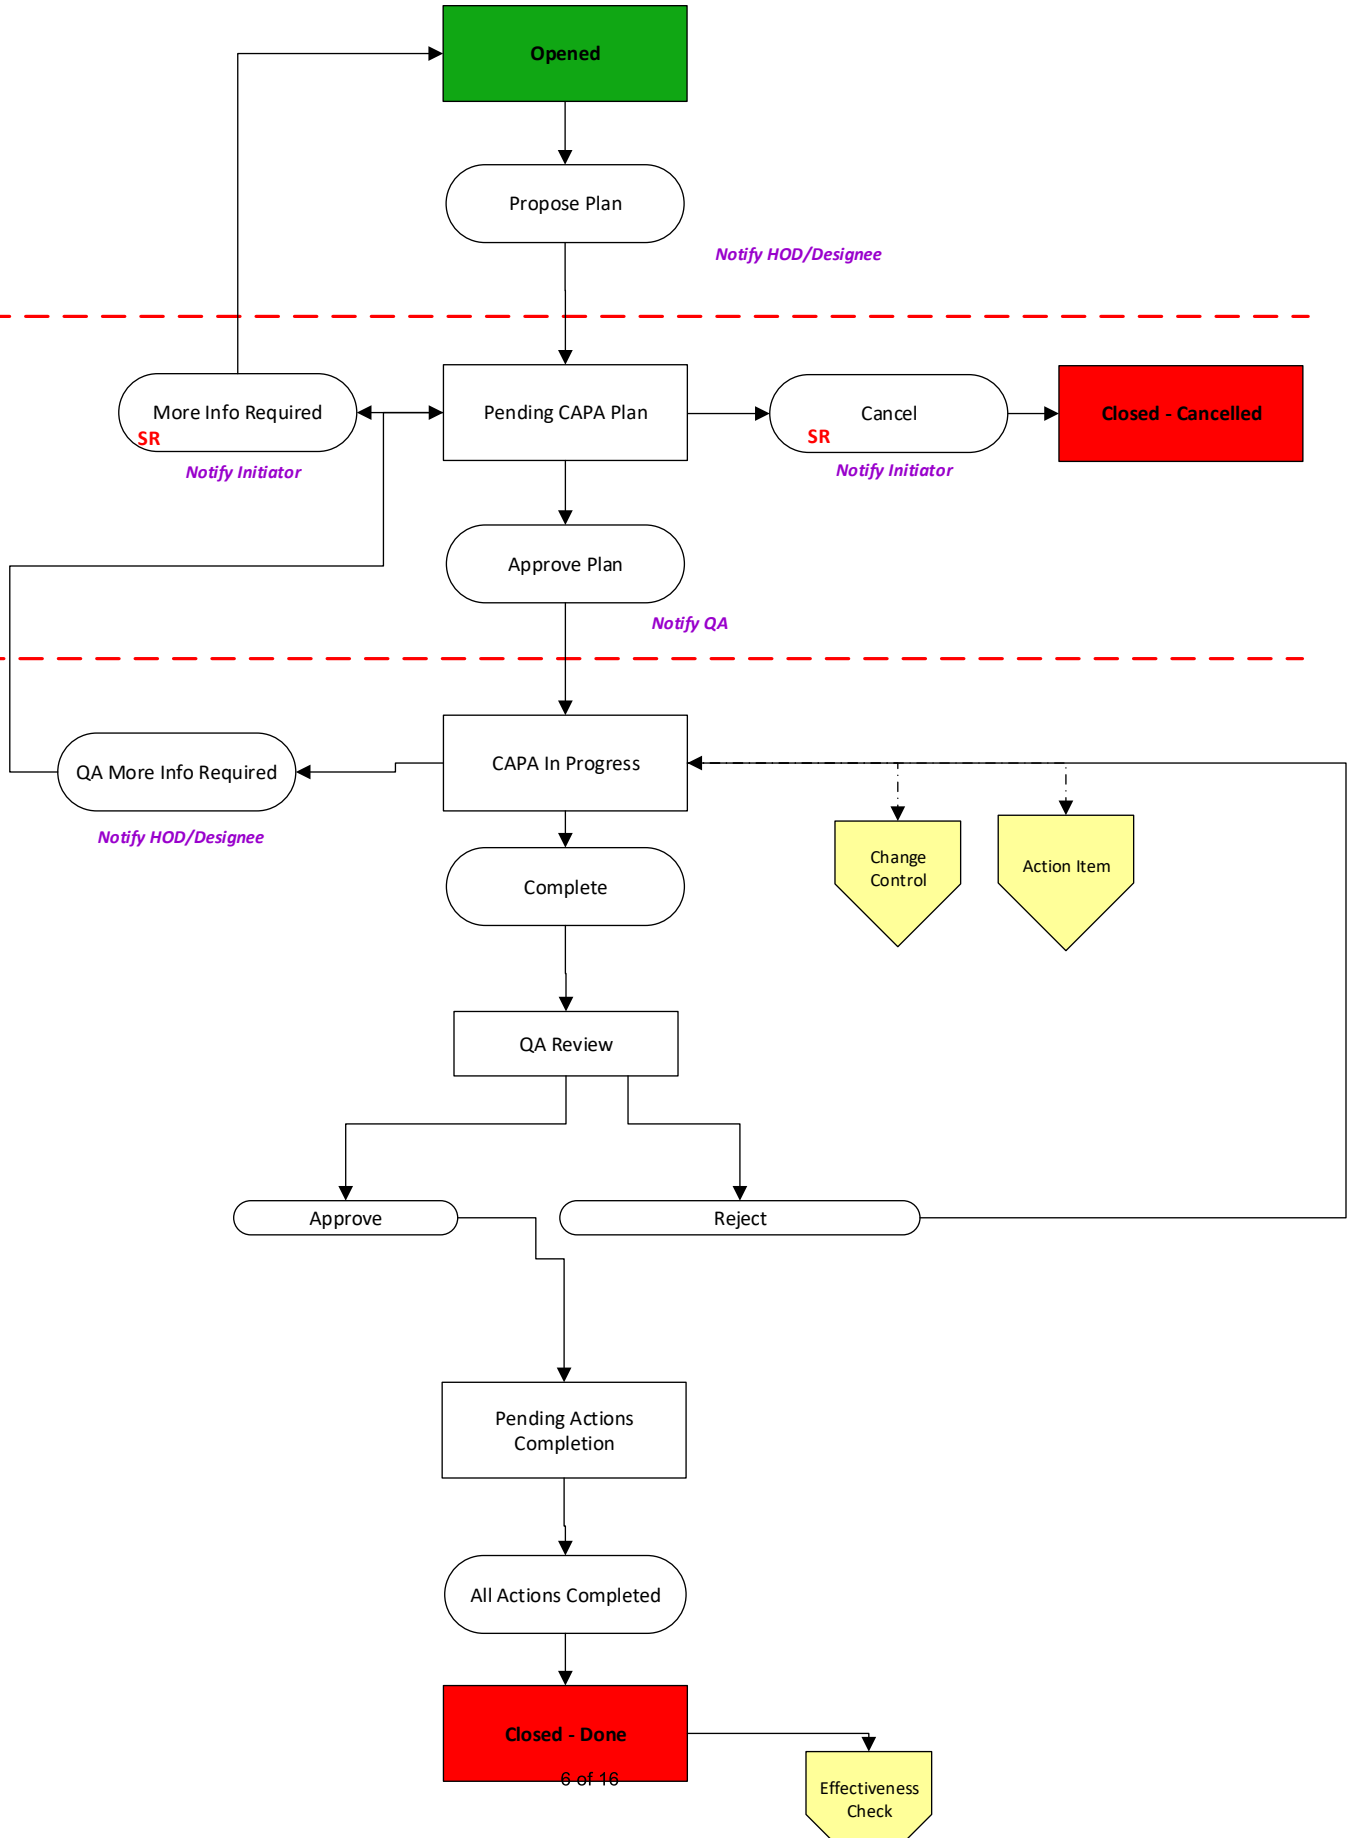 Opened
Propose Plan
Notify HOD/Designee
More Info Required
SR
Notify Initiator
Pending CAPA Plan
Cancel
SR
Notify Initiator
Closed - Cancelled
Approve Plan
Notify QA
QA More Info Required
Notify HOD/Designee
CAPA In Progress
Change
Control
Action Item
Complete
QA Review
Approve
Reject
Pending Actions
Completion
All Actions Completed
Closed - Done
6 of 16
Effectiveness
Check